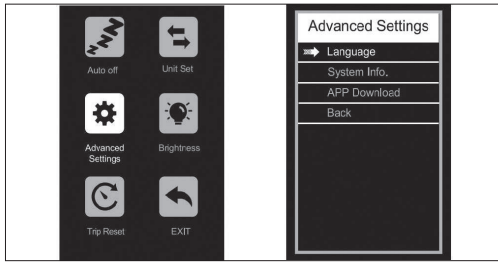 Auto off
Unit Set
Advanced
Settings
Brightness
Trip Reset
EXIT
Advanced Settings
Language
System Info.
APP Download
Back